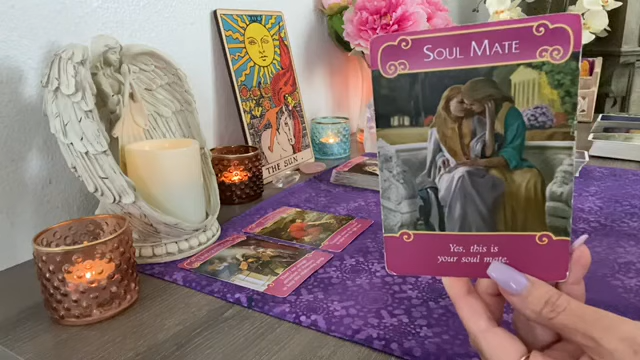 SOUL MATE
Yes, this is
your soul mate.
THE SUN.